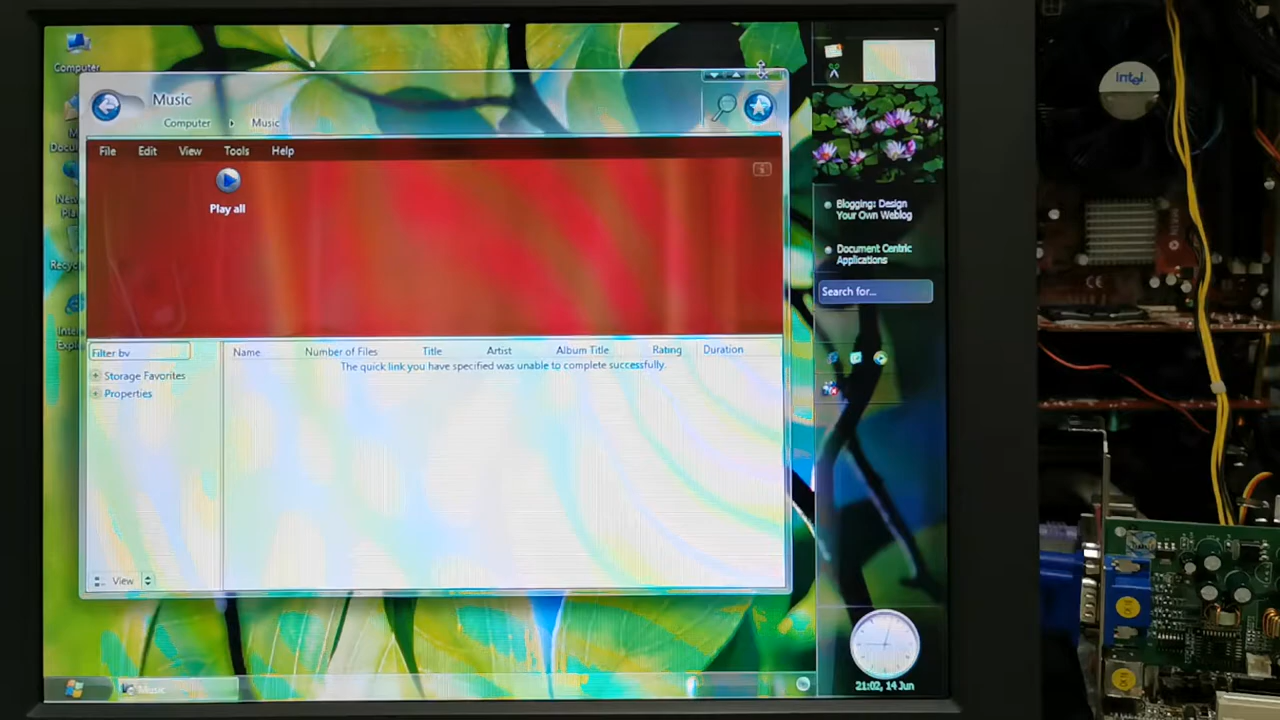 Computer
intel
Music
Computer Music
File Edit View Tools Help
Play all
Blogging: Design
Your Own Weblog
Document Centric
Applications
Search for...
Filter by
Name Number of Files Title Artist Album Title Rating Duration
The quick link you have specified was unable to complete successfully.
Storage Favorites
Properties
View
Music
21:02, 14 Jun